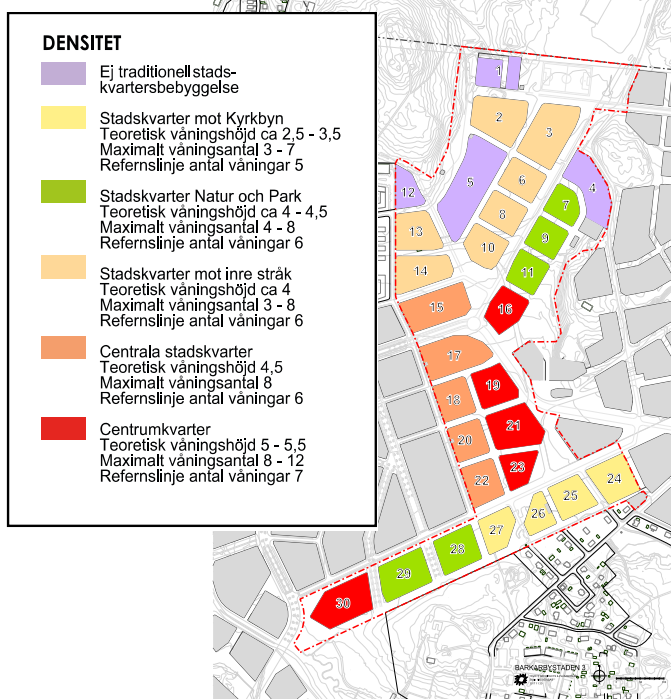 DENSITET
Ej traditionell stads-
kvartersbebyggelse
Stadskvarter mot Kyrkbyn
Teoretisk våningshöjd ca 2,5 - 3,5
Maximalt våningsantal 3 - 7
Refernslinje antal våningar 5
Stadskvarter Natur och Park
Teoretisk våningshöjd ca 4 - 4,5
Maximalt våningsantal 4 - 8
Refernslinje antal våningar 6
Stadskvarter mot inre stråk
Teoretisk våningshöjd ca 4
Maximalt våningsantal 3 - 8
Refernslinje antal våningar 6
Centrala stadskvarter
Teoretisk våningshöjd 4,5
Maximalt våningsantal 8
Refernslinje antal våningar 6
Centrumkvarter
Teoretisk våningshöjd 5 - 5,5
Maximalt våningsantal 8 - 12
Refernslinje antal våningar 7
1
2
3
4
5
6
7
8
9
10
11
12
13
14
15
16
17
18
19
20
21
22
23
24
25
26
27
28
29
30
BARKARBYSTADEN 3